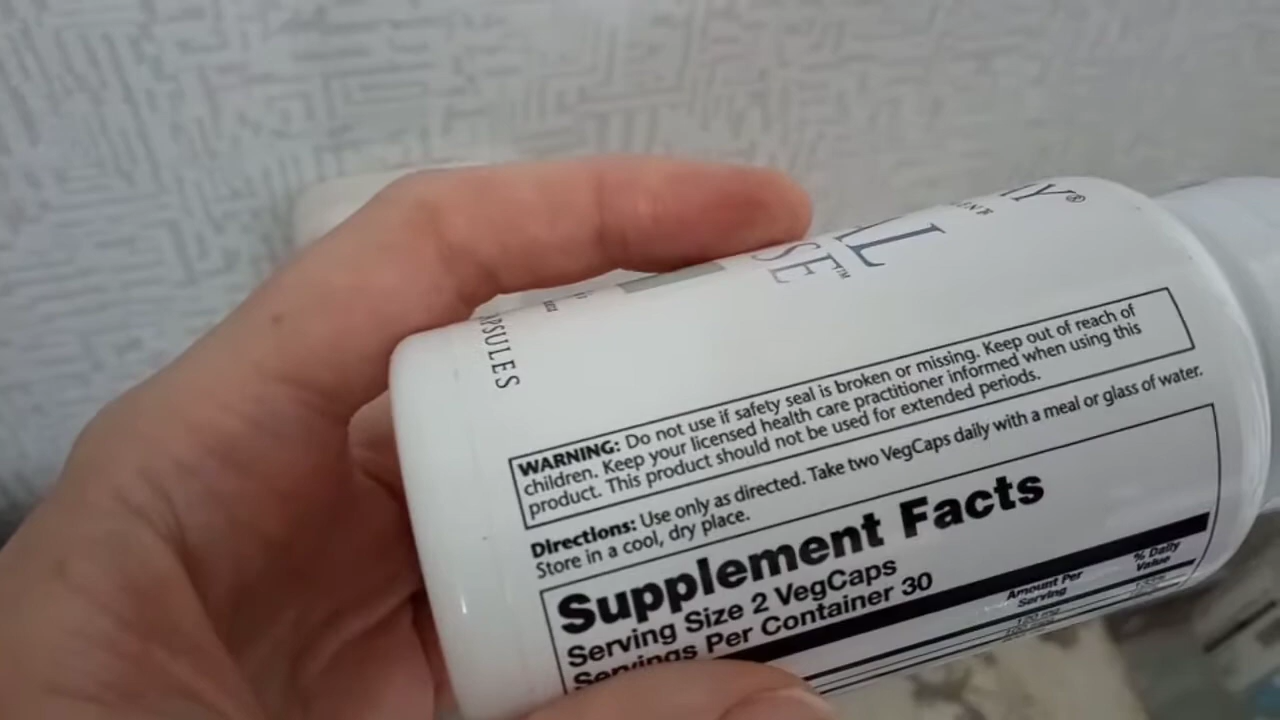 AL
SE™
APSULES
WARNING: Do not use if safety seal is broken or missing. Keep out of reach of
children. Keep your licensed health care practitioner informed when using this
product. This product should not be used for extended periods.
Directions: Use only as directed. Take two VegCaps daily with a meal or glass of water.
Store in a cool, dry place.
Supplement Facts
Serving Size 2 VegCaps
Servings Per Container 30
Amount Per
Serving
% Daily
Value